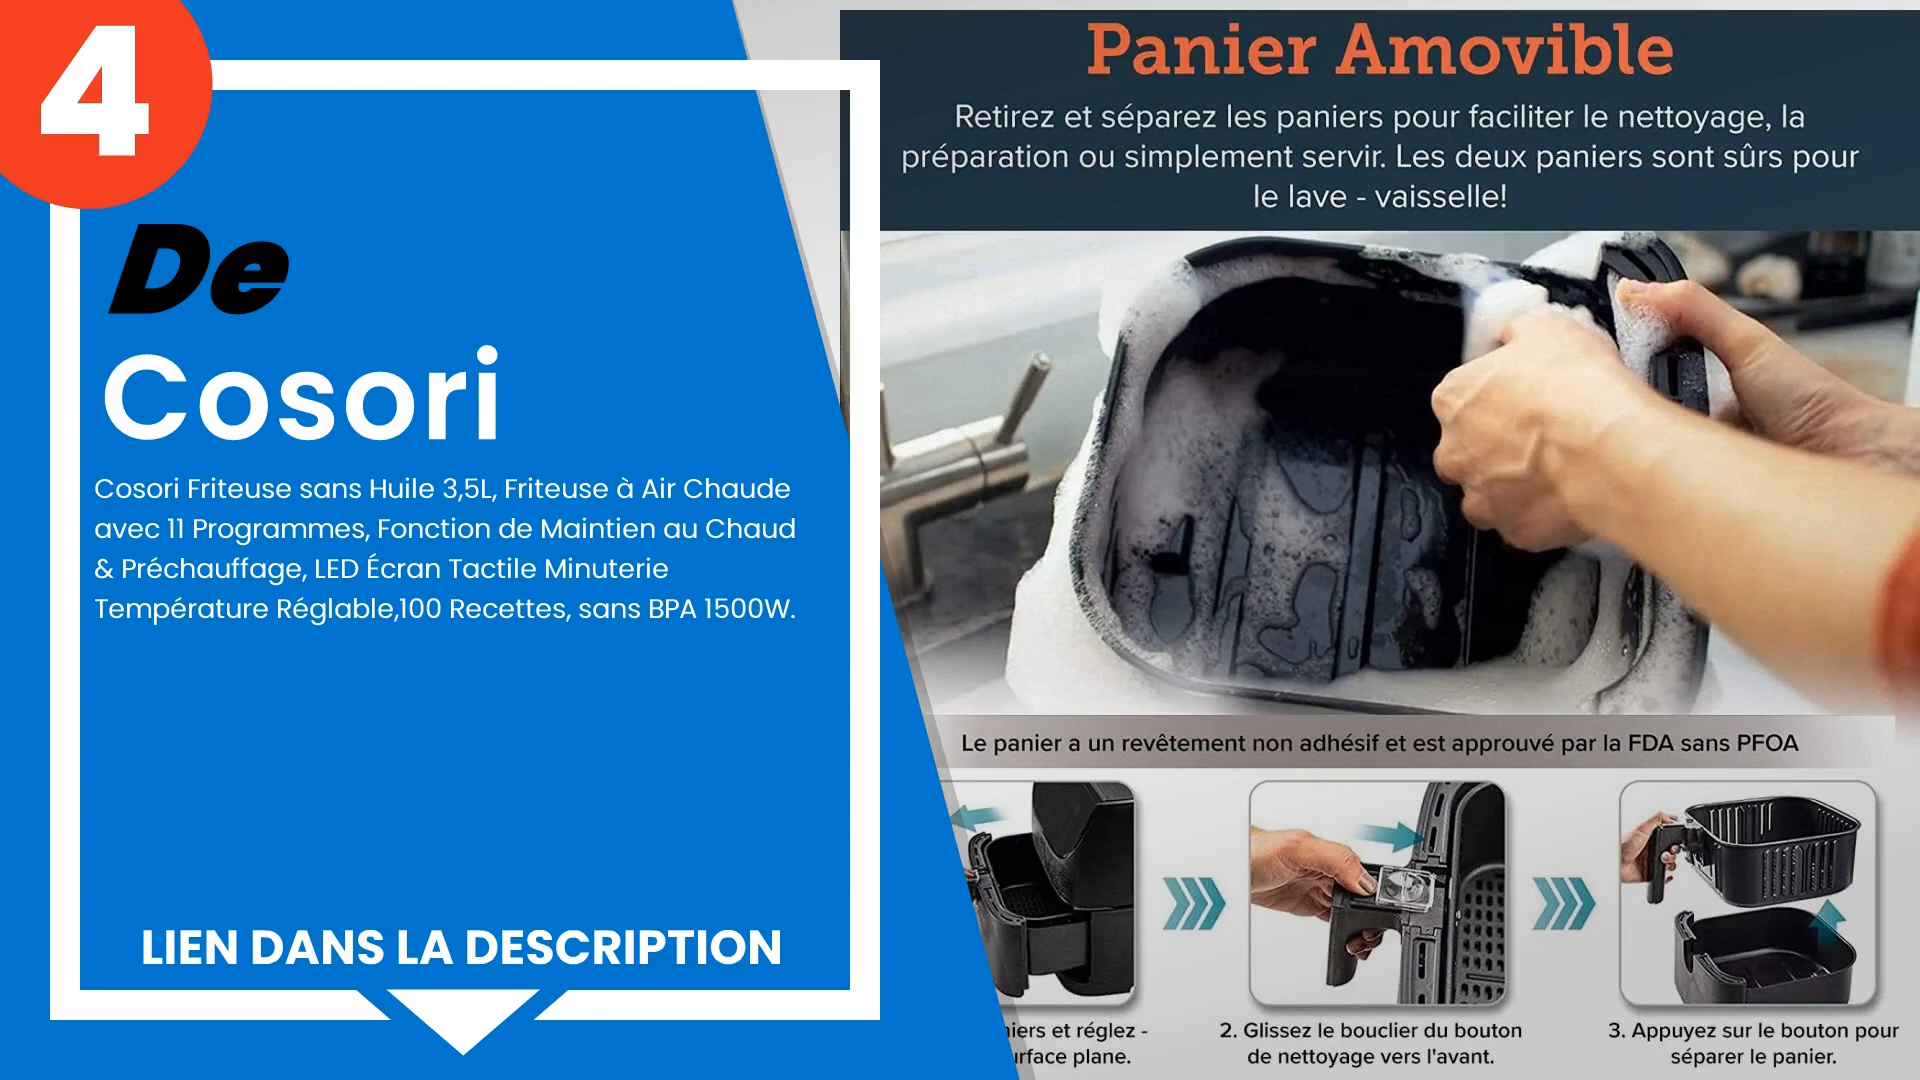 4
De
Cosori
Cosori Friteuse sans Huile 3,5L, Friteuse à Air Chaude
avec 11 Programmes, Fonction de Maintien au Chaud
& Préchauffage, LED Écran Tactile Minuterie
Température Réglable,100 Recettes, sans BPA 1500W.
LIEN DANS LA DESCRIPTION
Panier Amovible
Retirez et séparez les paniers pour faciliter le nettoyage, la
préparation ou simplement servir. Les deux paniers sont sûrs pour
le lave - vaisselle!
Le panier a un revêtement non adhésif et est approuvé par la FDA sans PFOA
et réglez -
plane.
2. Glissez le bouclier du bouton
de nettoyage vers l'avant.
3. Appuyez sur le bouton pour
séparer le panier.